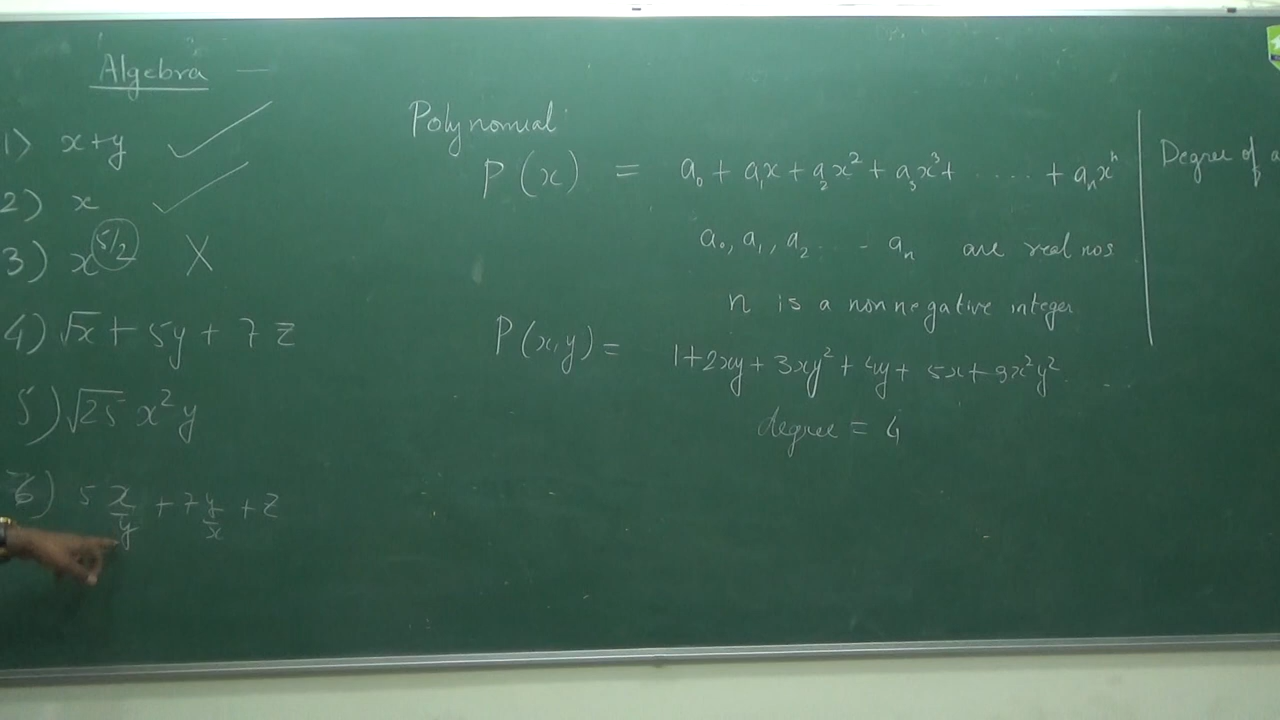 Algebra —
1) x+y ✓
2) x ✓
3) x^{5/2} X
4) √x + 5y + 7z
5) √25 x²y
6) 5 x/y + 7 y/x + z
Polynomial:
P(x) = a₀ + a₁x + a₂x² + a₃x³ + ..... + aₙxⁿ
a₀, a₁, a₂ ... - aₙ are real nos
n is a nonnegative integer
P(x,y) = 1+2xy + 3xy² + 4y + 5x + 9x²y² ...
degree = 4
Degree of a